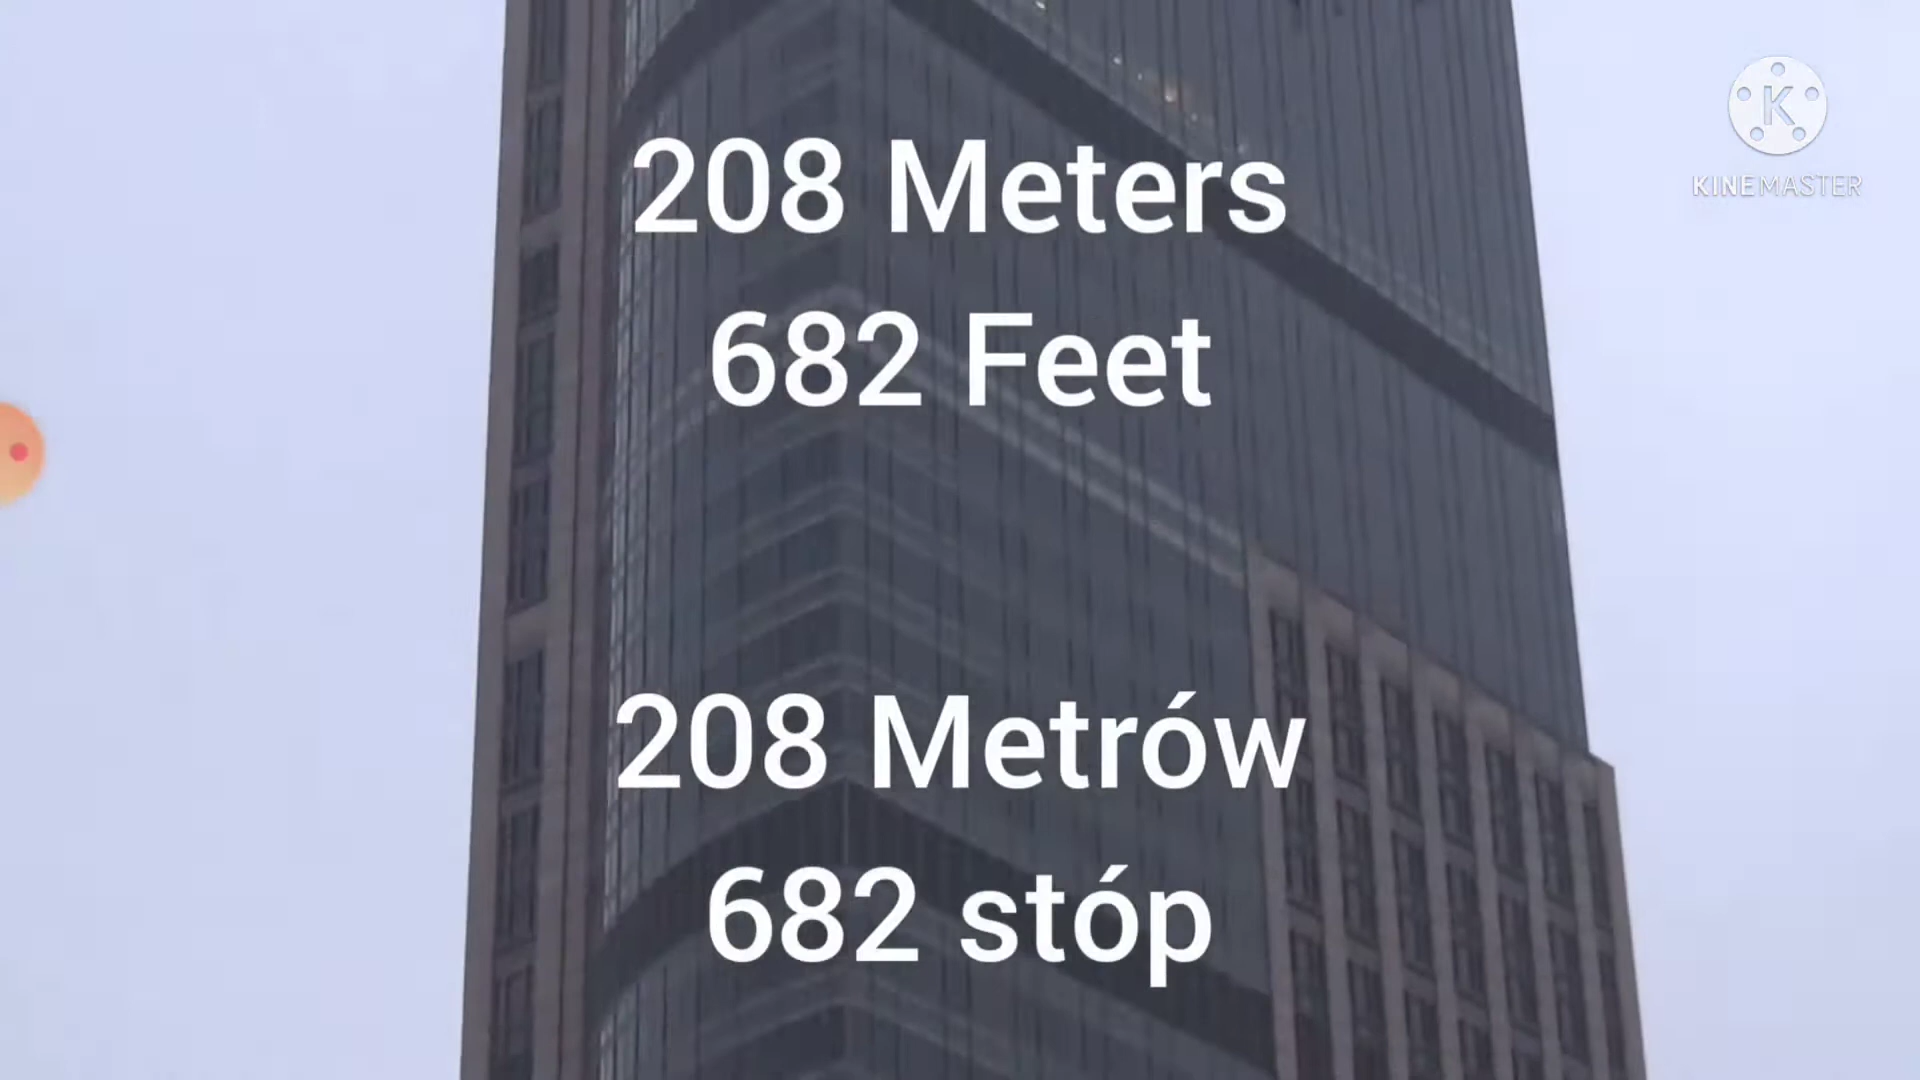 208 Meters
682 Feet
208 Metrów
682 stóp
K
KINEMASTER